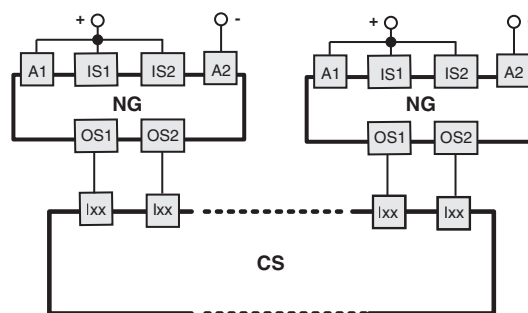 + - +
A1 IS1 IS2 A2 A1 IS1 IS2 A2
NG NG
OS1 OS2 OS1 OS2
Ixx Ixx Ixx Ixx
CS